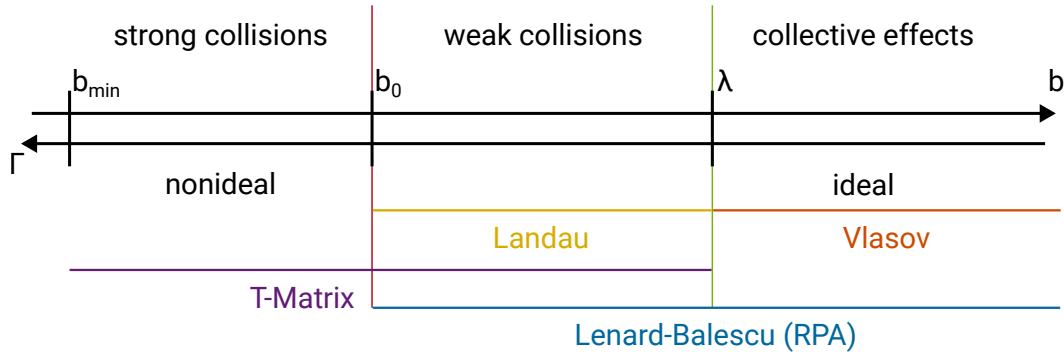 strong collisions weak collisions collective effects
b_min b_0 λ b
Γ
nonideal ideal
Landau Vlasov
T-Matrix
Lenard-Balescu (RPA)